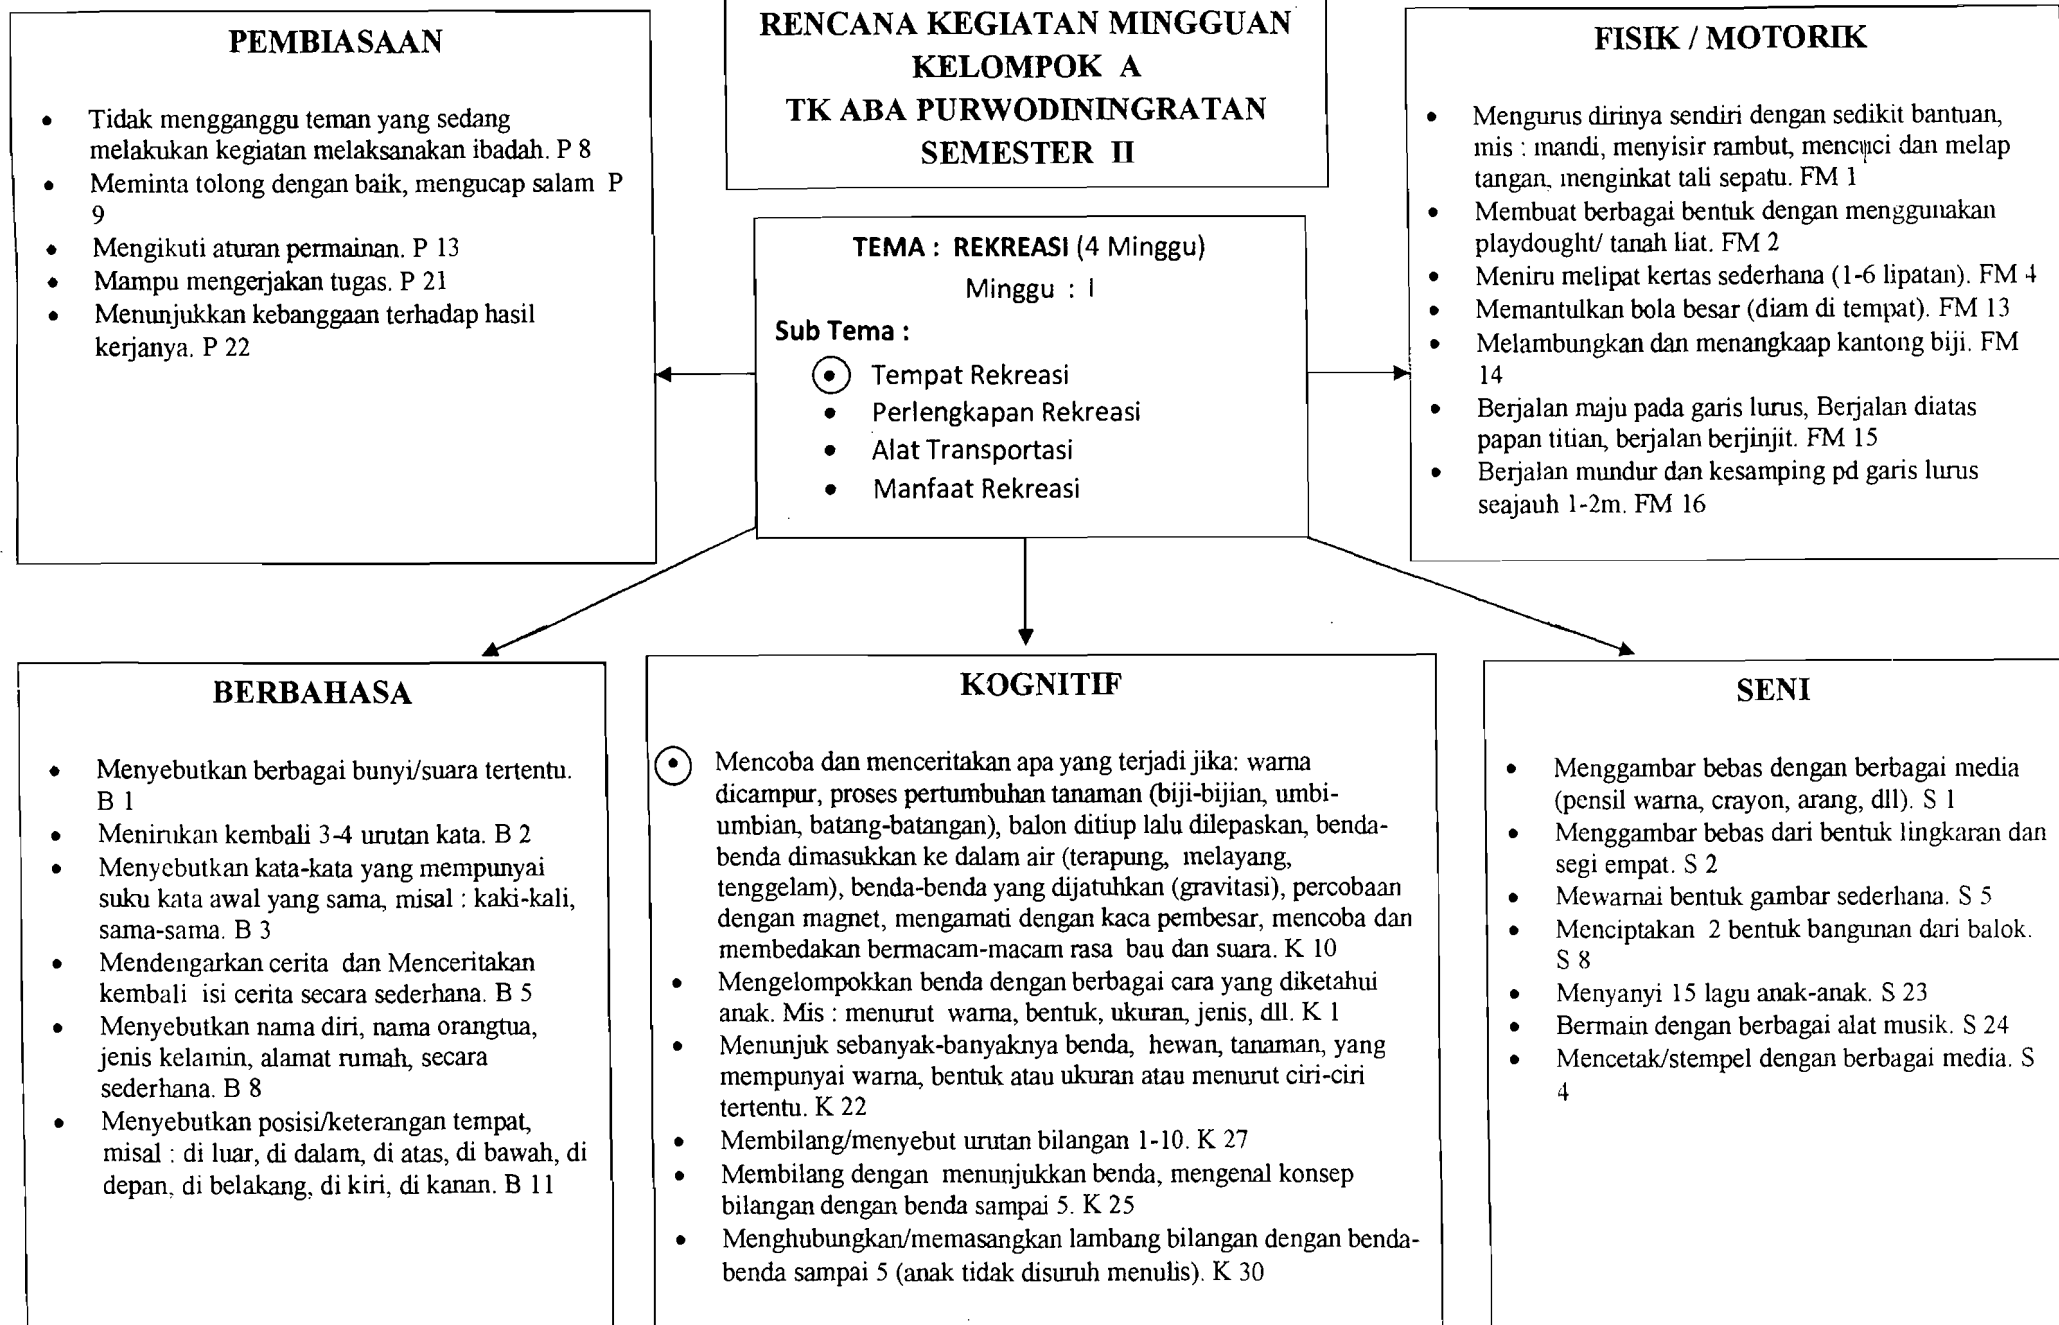 PEMBIASAAN
• Tidak mengganggu teman yang sedang
melakukan kegiatan melaksanakan ibadah. P 8
• Meminta tolong dengan baik, mengucap salam P
9
• Mengikuti aturan permainan. P 13
• Mampu mengerjakan tugas. P 21
• Menunjukkan kebanggaan terhadap hasil
kerjanya. P 22
RENCANA KEGIATAN MINGGUAN
KELOMPOK A
TK ABA PURWODININGRATAN
SEMESTER II
TEMA : REKREASI (4 Minggu)
Minggu : I
Sub Tema :
• Tempat Rekreasi
• Perlengkapan Rekreasi
• Alat Transportasi
• Manfaat Rekreasi
FISIK / MOTORIK
• Mengurus dirinya sendiri dengan sedikit bantuan,
mis : mandi, menyisir rambut, mencuci dan melap
tangan, menginkat tali sepatu. FM 1
• Membuat berbagai bentuk dengan menggunakan
playdought/ tanah liat. FM 2
• Meniru melipat kertas sederhana (1-6 lipatan). FM 4
• Memantulkan bola besar (diam di tempat). FM 13
• Melambungkan dan menangkaap kantong biji. FM
14
• Berjalan maju pada garis lurus, Berjalan diatas
papan titian, berjalan berjinjit. FM 15
• Berjalan mundur dan kesamping pd garis lurus
seajauh 1-2m. FM 16
BERBAHASA
• Menyebutkan berbagai bunyi/suara tertentu.
B 1
• Menirukan kembali 3-4 urutan kata. B 2
• Menyebutkan kata-kata yang mempunyai
suku kata awal yang sama, misal : kaki-kali,
sama-sama. B 3
• Mendengarkan cerita dan Menceritakan
kembali isi cerita secara sederhana. B 5
• Menyebutkan nama diri, nama orangtua,
jenis kelamin, alamat rumah, secara
sederhana. B 8
• Menyebutkan posisi/keterangan tempat,
misal : di luar, di dalam, di atas, di bawah, di
depan, di belakang, di kiri, di kanan. B 11
KOGNITIF
• Mencoba dan menceritakan apa yang terjadi jika: warna
dicampur, proses pertumbuhan tanaman (biji-bijian, umbi-
umbian, batang-batangan), balon ditiup lalu dilepaskan, benda-
benda dimasukkan ke dalam air (terapung, melayang,
tenggelam), benda-benda yang dijatuhkan (gravitasi), percobaan
dengan magnet, mengamati dengan kaca pembesar, mencoba dan
membedakan bermacam-macam rasa bau dan suara. K 10
• Mengelompokkan benda dengan berbagai cara yang diketahui
anak. Mis : menurut warna, bentuk, ukuran, jenis, dll. K 1
• Menunjuk sebanyak-banyaknya benda, hewan, tanaman, yang
mempunyai warna, bentuk atau ukuran atau menurut ciri-ciri
tertentu. K 22
• Membilang/menyebut urutan bilangan 1-10. K 27
• Membilang dengan menunjukkan benda, mengenal konsep
bilangan dengan benda sampai 5. K 25
• Menghubungkan/memasangkan lambang bilangan dengan benda-
benda sampai 5 (anak tidak disuruh menulis). K 30
SENI
• Menggambar bebas dengan berbagai media
(pensil warna, crayon, arang, dll). S 1
• Menggambar bebas dari bentuk lingkaran dan
segi empat. S 2
• Mewarnai bentuk gambar sederhana. S 5
• Menciptakan 2 bentuk bangunan dari balok.
S 8
• Menyanyi 15 lagu anak-anak. S 23
• Bermain dengan berbagai alat musik. S 24
• Mencetak/stempel dengan berbagai media. S
4